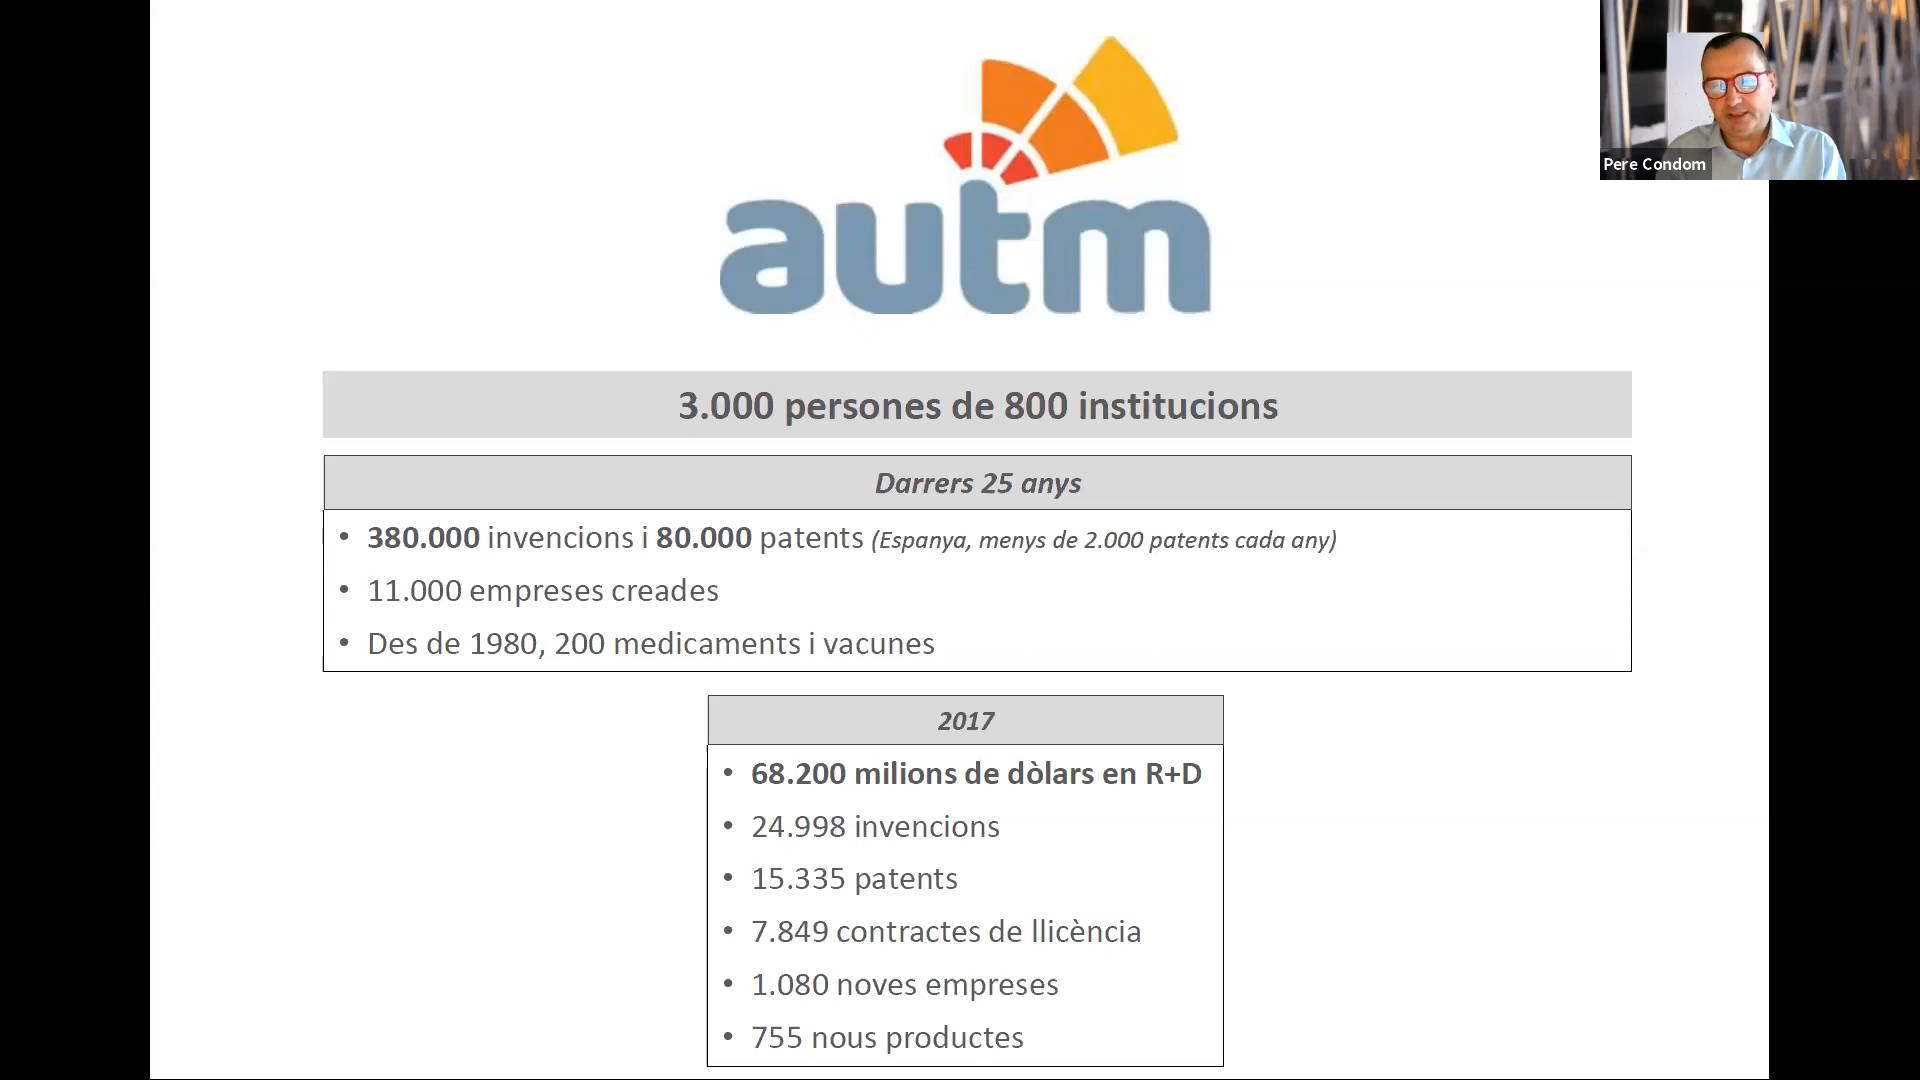 autm
Pere Condom
3.000 persones de 800 institucions
Darrers 25 anys
• 380.000 invencions i 80.000 patents (Espanya, menys de 2.000 patents cada any)
• 11.000 empreses creades
• Des de 1980, 200 medicaments i vacunes
2017
• 68.200 milions de dòlars en R+D
• 24.998 invencions
• 15.335 patents
• 7.849 contractes de llicència
• 1.080 noves empreses
• 755 nous productes